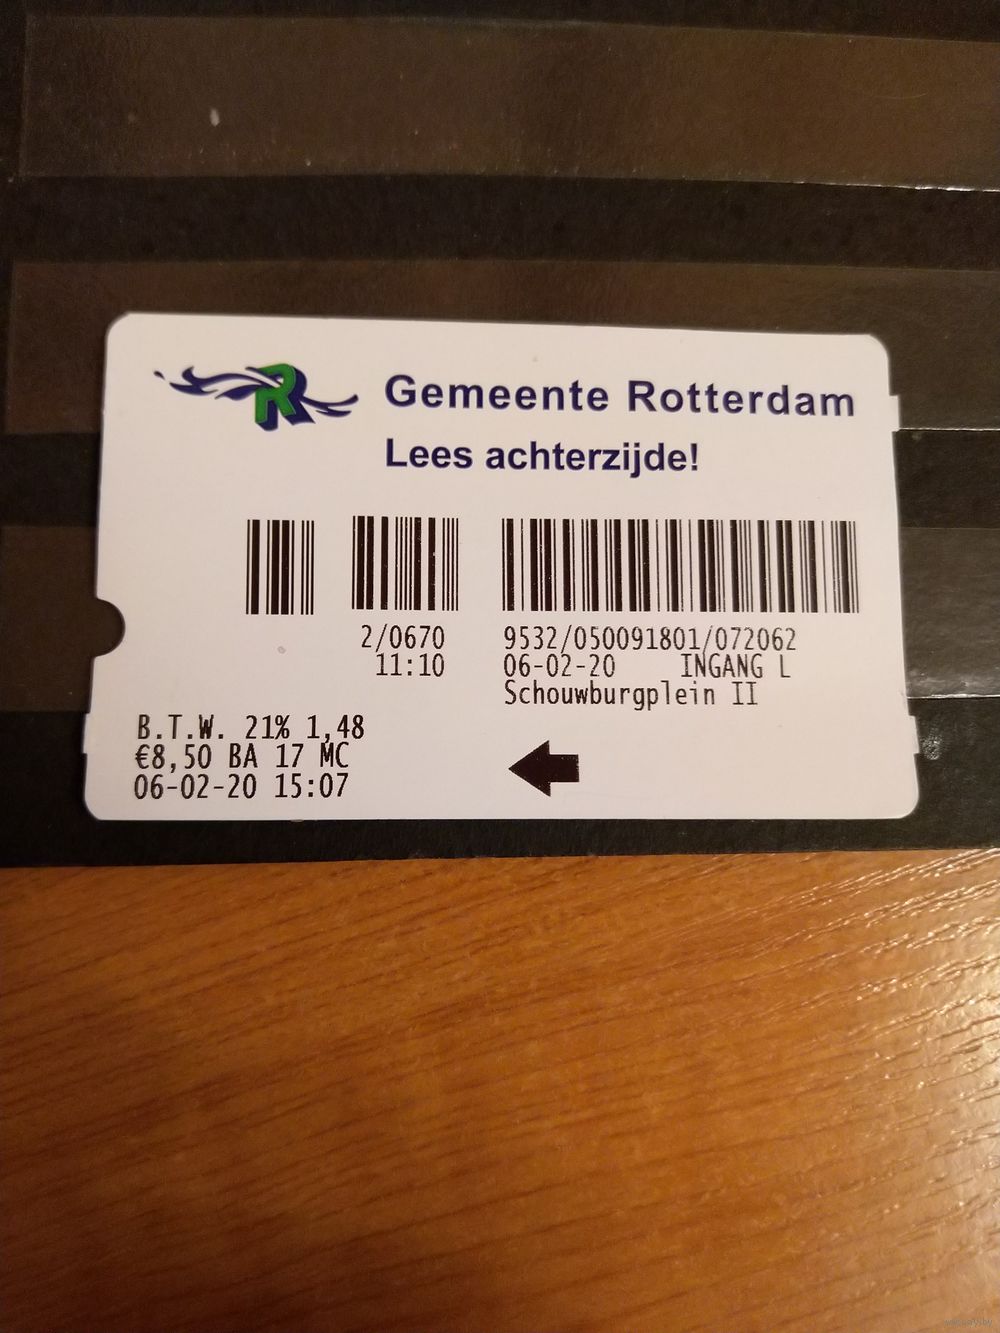 R
Gemeente Rotterdam
Lees achterzijde!
2/0670
11:10
9532/050091801/072062
06-02-20 INGANG L
Schouwburgplein II
B.T.W. 21% 1,48
€8,50 BA 17 MC
06-02-20 15:07